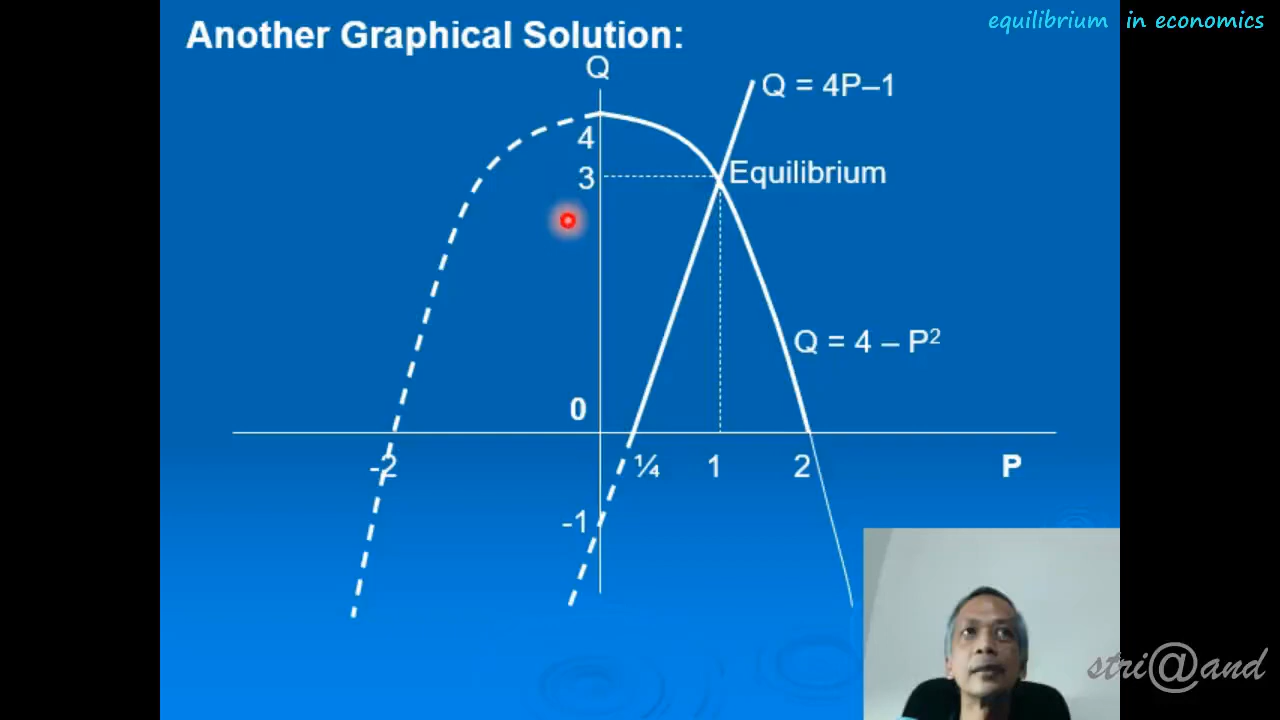 equilibrium in economics
Another Graphical Solution:
Q
Q = 4P–1
4
3
Equilibrium
Q = 4 – P²
0
-2
¼
1
2
P
-1
stri@and